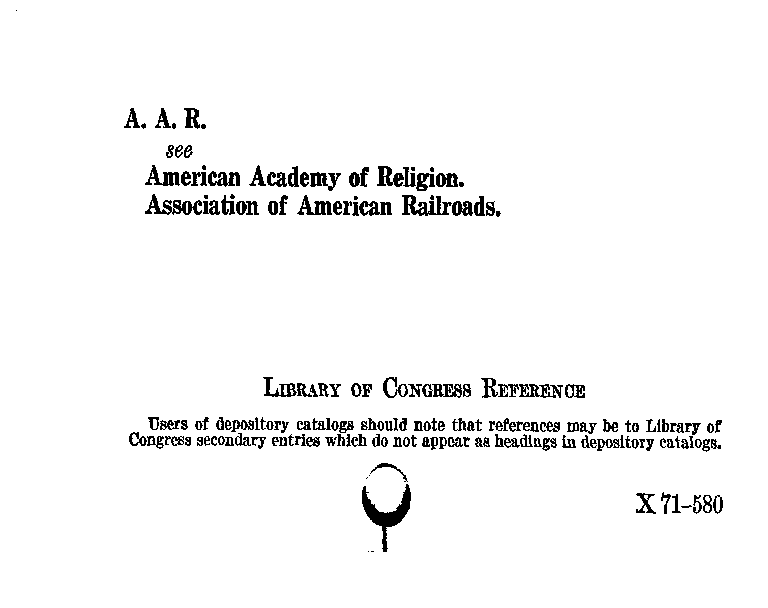 A. A. R.
see
American Academy of Religion.
Association of American Railroads.
LIBRARY OF CONGRESS REFERENCE
Users of depository catalogs should note that references may be to Library of
Congress secondary entries which do not appear as headings in depository catalogs.
X 71–580